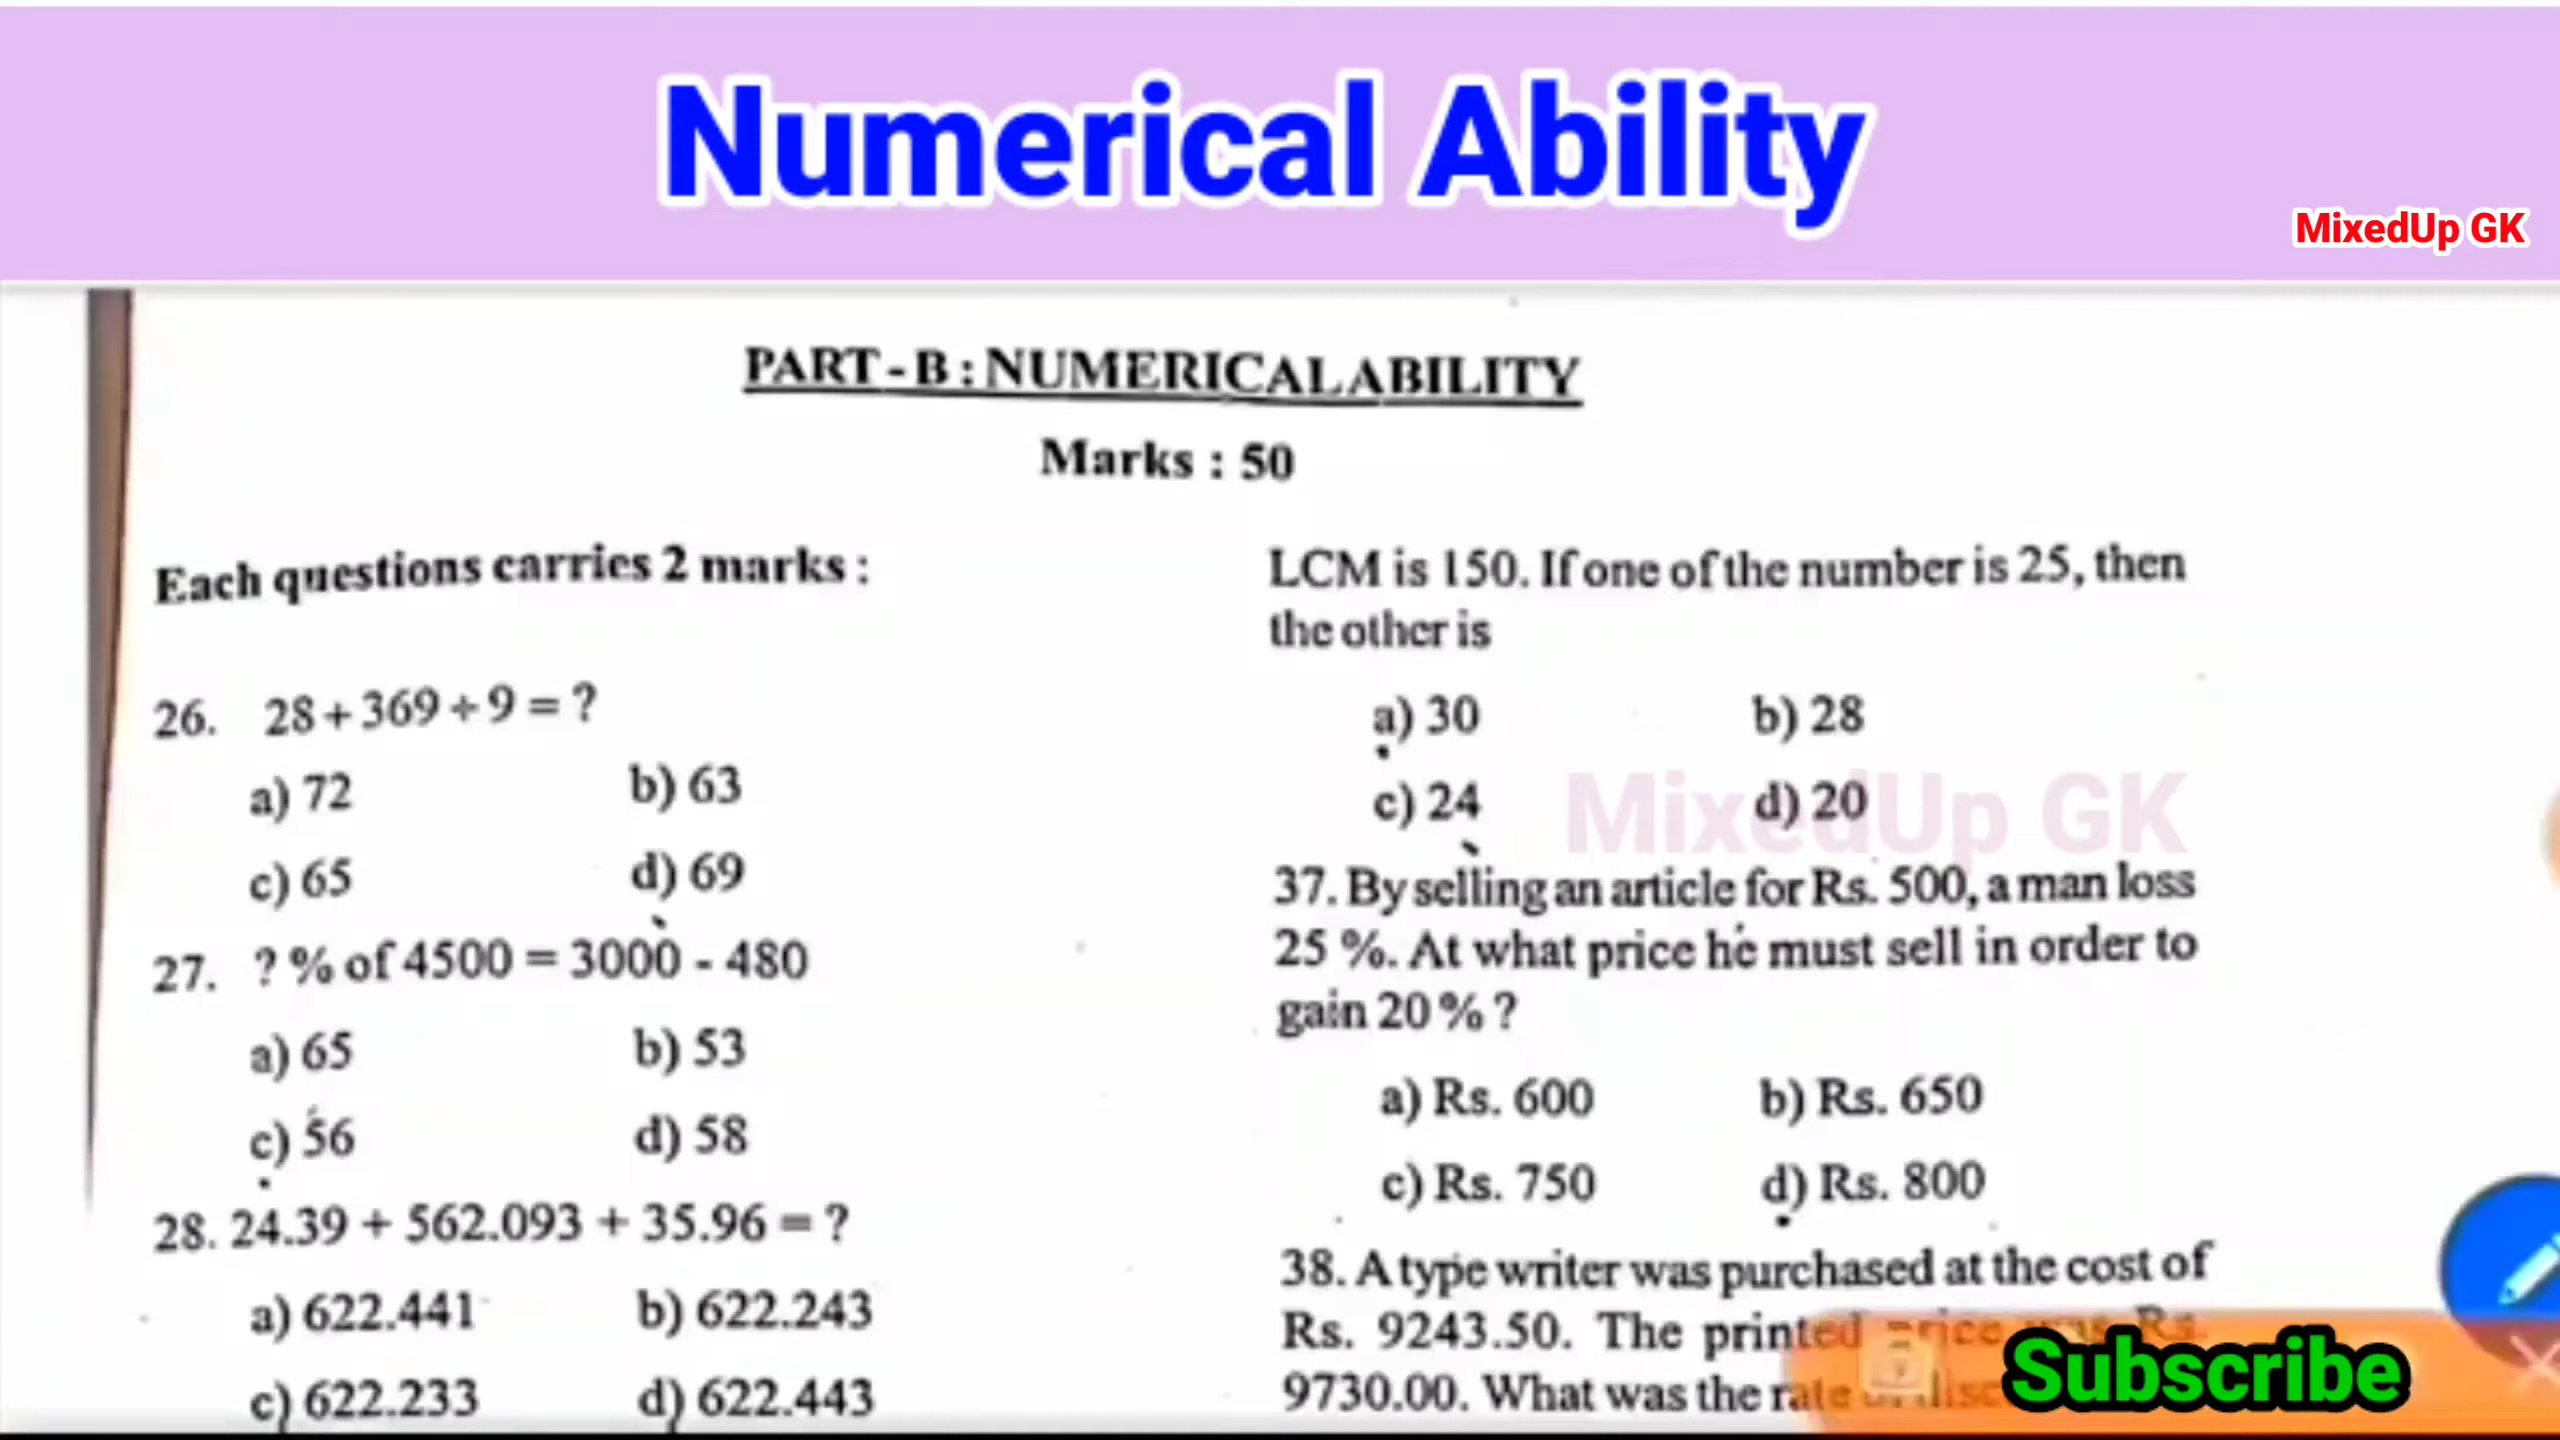 Numerical Ability
MixedUp GK
PART - B : NUMERICAL ABILITY
Marks : 50
Each questions carries 2 marks :
26. 28 + 369 ÷ 9 = ?
a) 72 b) 63
c) 65 d) 69
27. ? % of 4500 = 3000 - 480
a) 65 b) 53
c) 56 d) 58
28. 24.39 + 562.093 + 35.96 = ?
a) 622.441 b) 622.243
c) 622.233 d) 622.443
LCM is 150. If one of the number is 25, then
the other is
a) 30 b) 28
c) 24 d) 20
MixedUp GK
37. By selling an article for Rs. 500, a man loss
25 %. At what price he must sell in order to
gain 20 % ?
a) Rs. 600 b) Rs. 650
c) Rs. 750 d) Rs. 800
38. A type writer was purchased at the cost of
Rs. 9243.50. The printed price was Rs.
9730.00. What was the rate
Subscribe